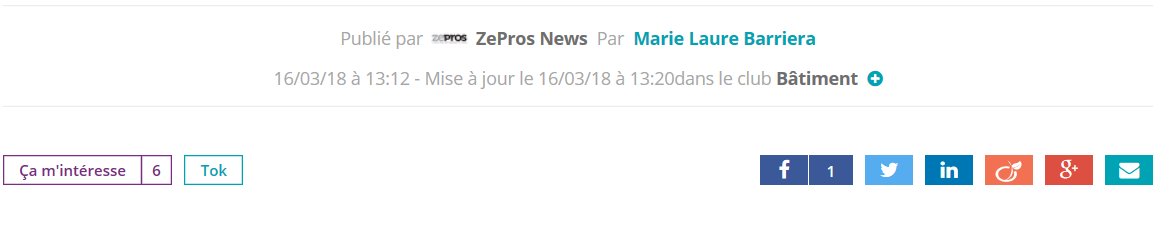 Publié par zepros ZePros News Par Marie Laure Barriera
16/03/18 à 13:12 - Mise à jour le 16/03/18 à 13:20dans le club Bâtiment
Ça m'intéresse 6 Tok 1